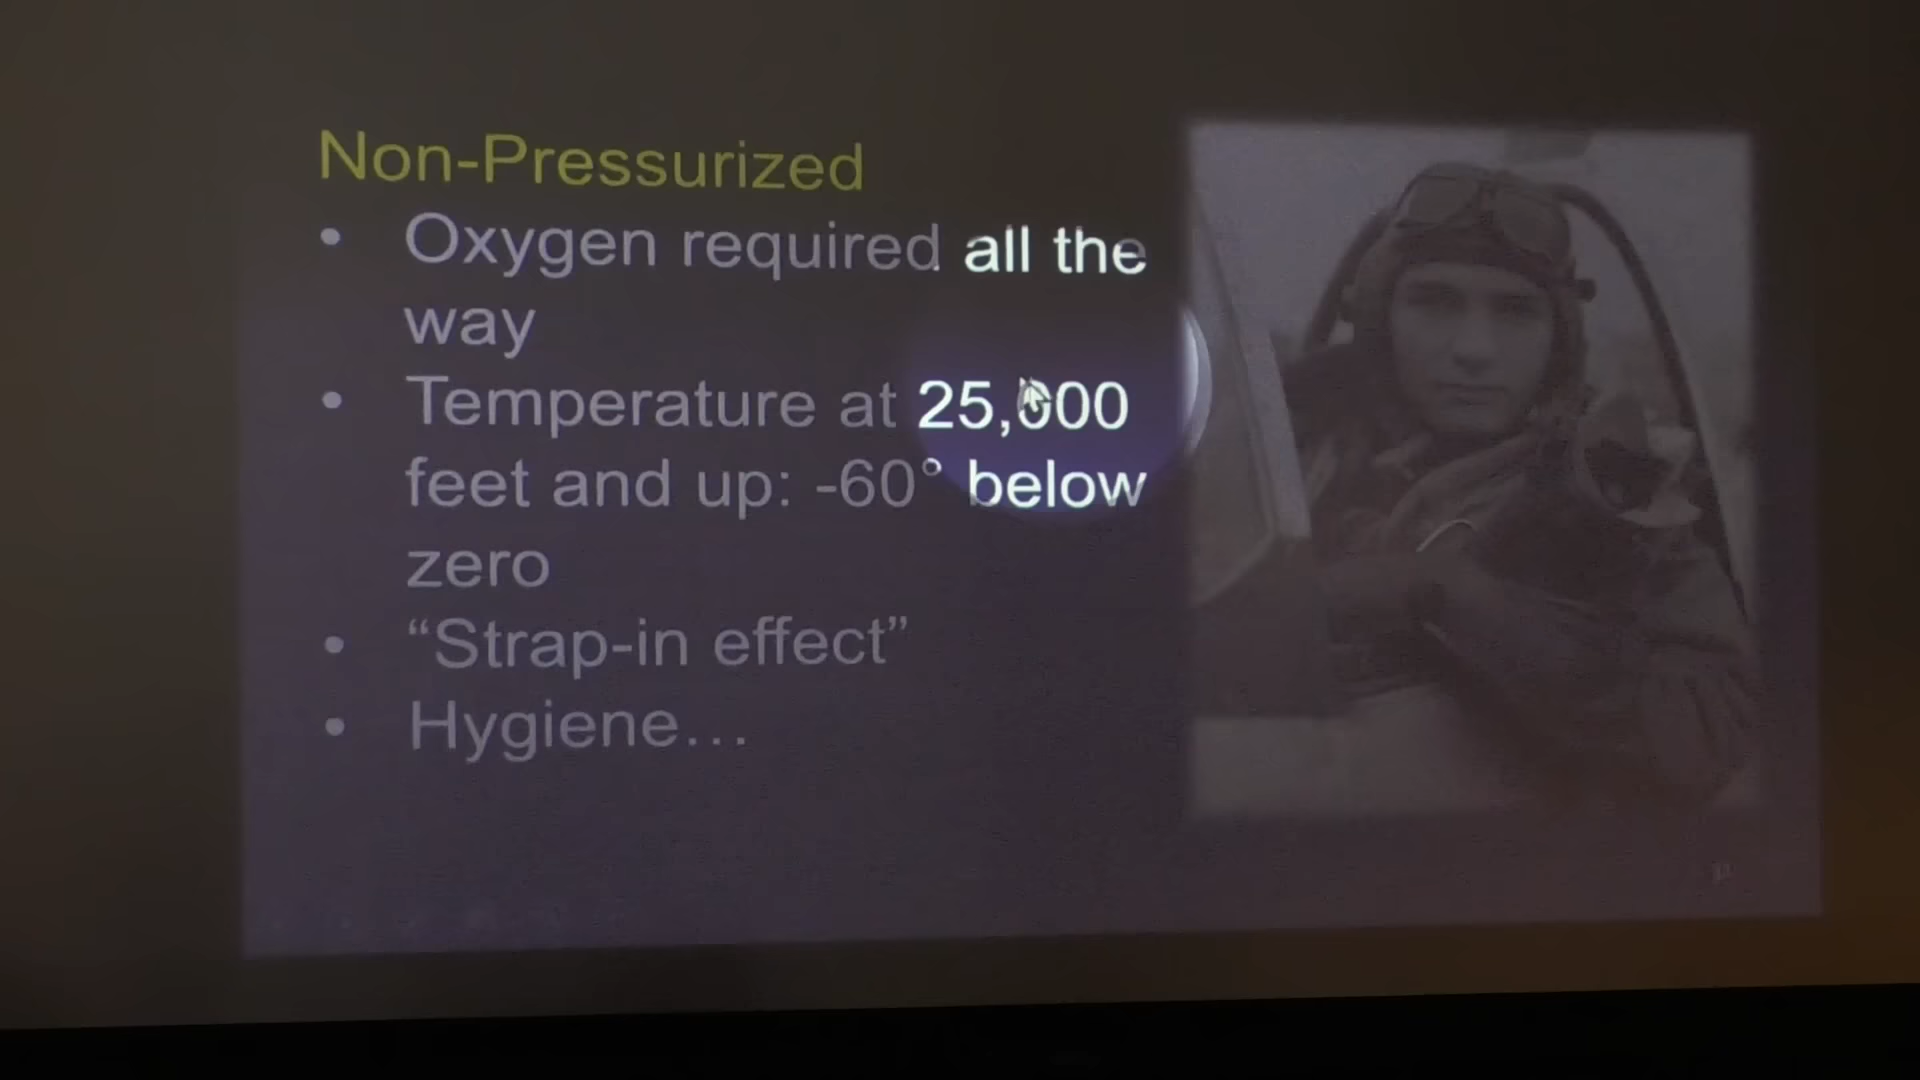 Non-Pressurized
• Oxygen required all the
way
• Temperature at 25,000
feet and up: -60° below
zero
• “Strap-in effect”
• Hygiene…